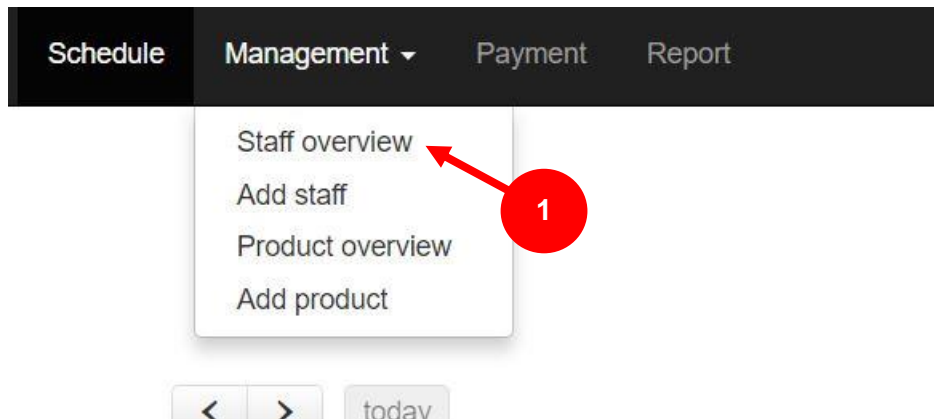 Schedule Management Payment Report
Staff overview
Add staff
1
Product overview
Add product
< > today